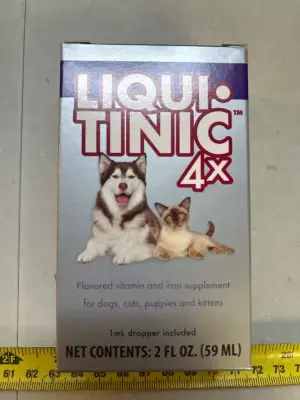 LIQUI•
TINIC™
4x
Flavored vitamin and iron supplement
for dogs, cats, puppies and kittens
1mL dropper included
NET CONTENTS: 2 FL OZ. (59 ML)